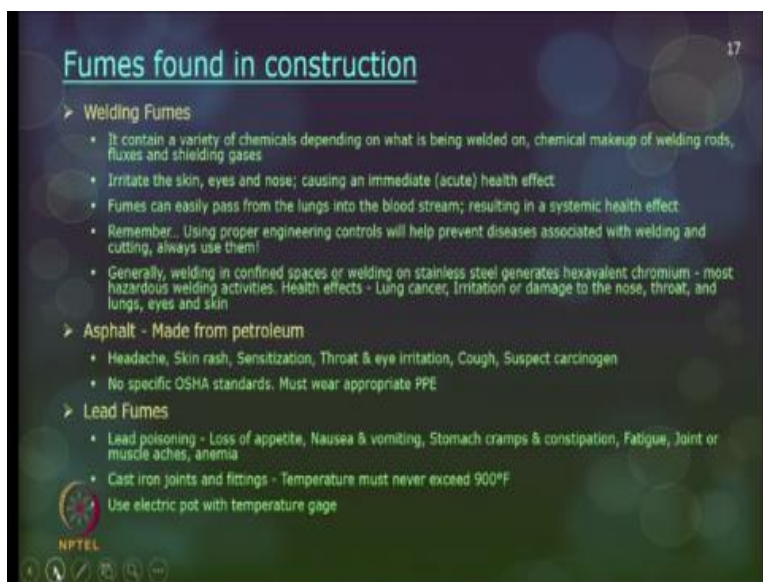 17
Fumes found in construction
➢ Welding Fumes
• It contain a variety of chemicals depending on what is being welded on, chemical makeup of welding rods,
fluxes and shielding gases
• Irritate the skin, eyes and nose; causing an immediate (acute) health effect
• Fumes can easily pass from the lungs into the blood stream; resulting in a systemic health effect
• Remember... Using proper engineering controls will help prevent diseases associated with welding and
cutting, always use them!
• Generally, welding in confined spaces or welding on stainless steel generates hexavalent chromium - most
hazardous welding activities. Health effects - Lung cancer, Irritation or damage to the nose, throat, and
lungs, eyes and skin
➢ Asphalt - Made from petroleum
• Headache, Skin rash, Sensitization, Throat & eye irritation, Cough, Suspect carcinogen
• No specific OSHA standards. Must wear appropriate PPE
➢ Lead Fumes
• Lead poisoning - Loss of appetite, Nausea & vomiting, Stomach cramps & constipation, Fatigue, Joint or
muscle aches, anemia
• Cast iron joints and fittings - Temperature must never exceed 900°F
Use electric pot with temperature gage
NPTEL